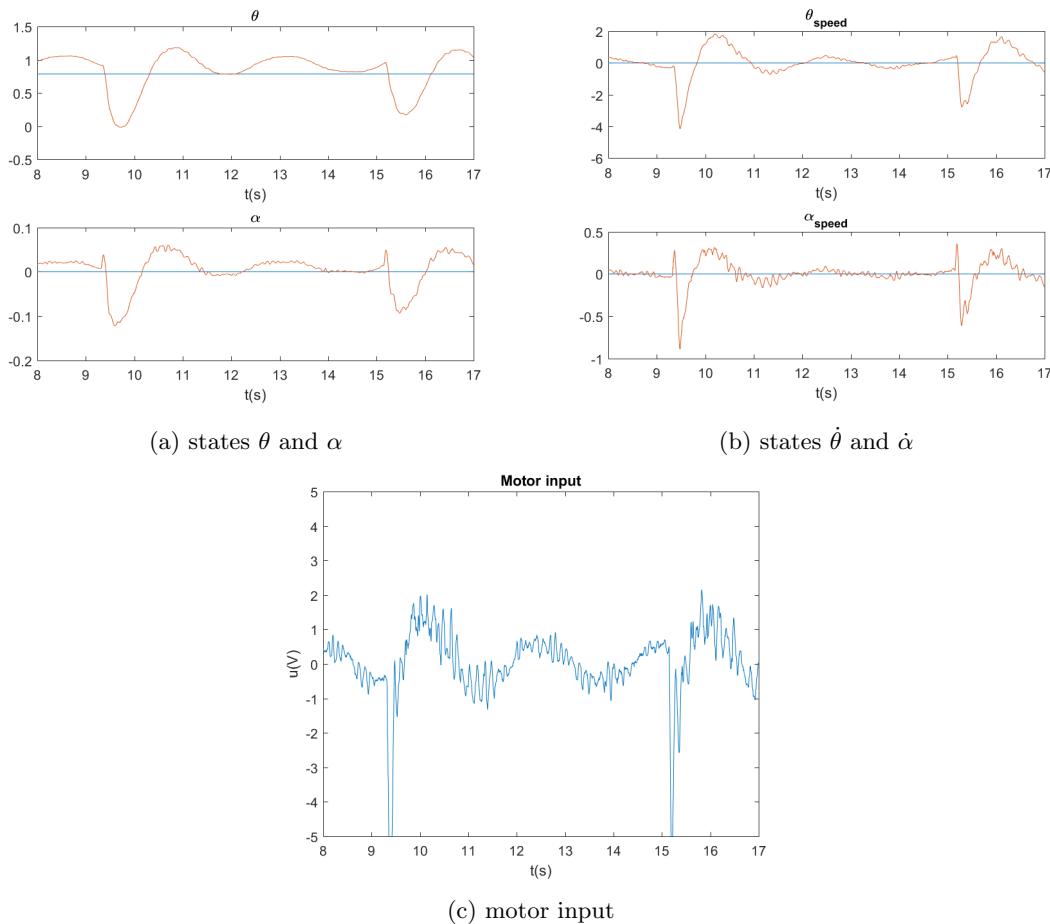 θ
1.5
1
0.5
0
-0.5
8 9 10 11 12 13 14 15 16 17
t(s)
α
0.1
0
-0.1
-0.2
8 9 10 11 12 13 14 15 16 17
t(s)
(a) states θ and α
θ_speed
2
0
-2
-4
-6
8 9 10 11 12 13 14 15 16 17
t(s)
α_speed
0.5
0
-0.5
-1
8 9 10 11 12 13 14 15 16 17
t(s)
(b) states θ̇ and α̇
Motor input
u(V)
5
4
3
2
1
0
-1
-2
-3
-4
-5
8 9 10 11 12 13 14 15 16 17
t(s)
(c) motor input